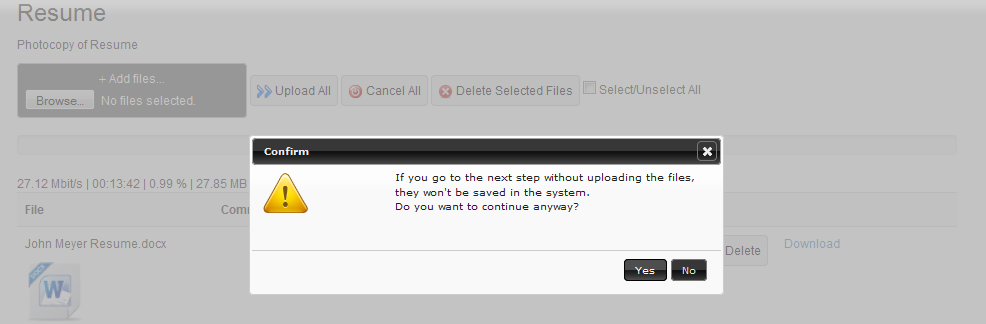 Resume
Photocopy of Resume
+ Add files...
Browse... No files selected.
Upload All
Cancel All
Delete Selected Files
Select/Unselect All
Confirm
If you go to the next step without uploading the files,
they won't be saved in the system.
Do you want to continue anyway?
Yes
No
27.12 Mbit/s | 00:13:42 | 0.99 % | 27.85 MB
File
John Meyer Resume.docx
Delete
Download
DOCX
W